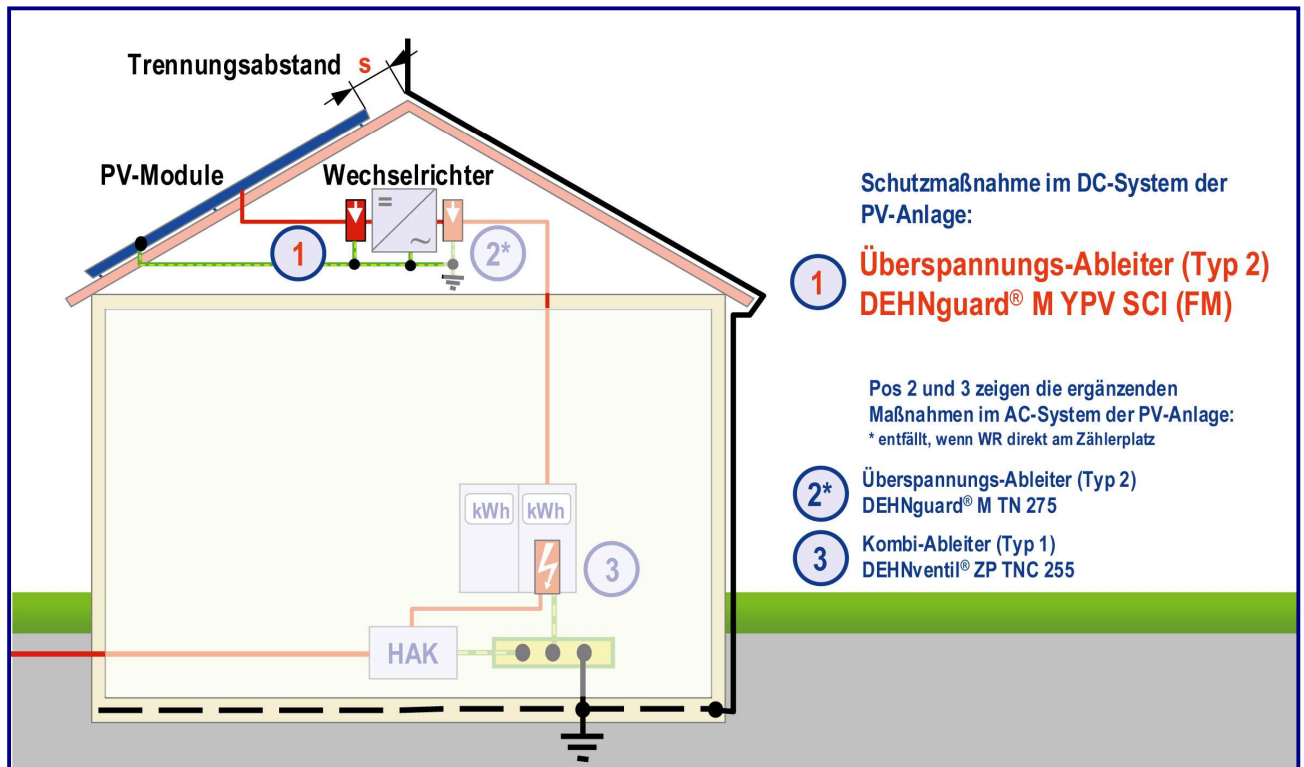 Trennungsabstand s
PV-Module
Wechselrichter
=
~
1
2*
kWh
kWh
3
HAK
Schutzmaßnahme im DC-System der
PV-Anlage:
1
Überspannungs-Ableiter (Typ 2)
DEHNguard® M YPV SCI (FM)
Pos 2 und 3 zeigen die ergänzenden
Maßnahmen im AC-System der PV-Anlage:
* entfällt, wenn WR direkt am Zählerplatz
2*
Überspannungs-Ableiter (Typ 2)
DEHNguard® M TN 275
3
Kombi-Ableiter (Typ 1)
DEHNventil® ZP TNC 255